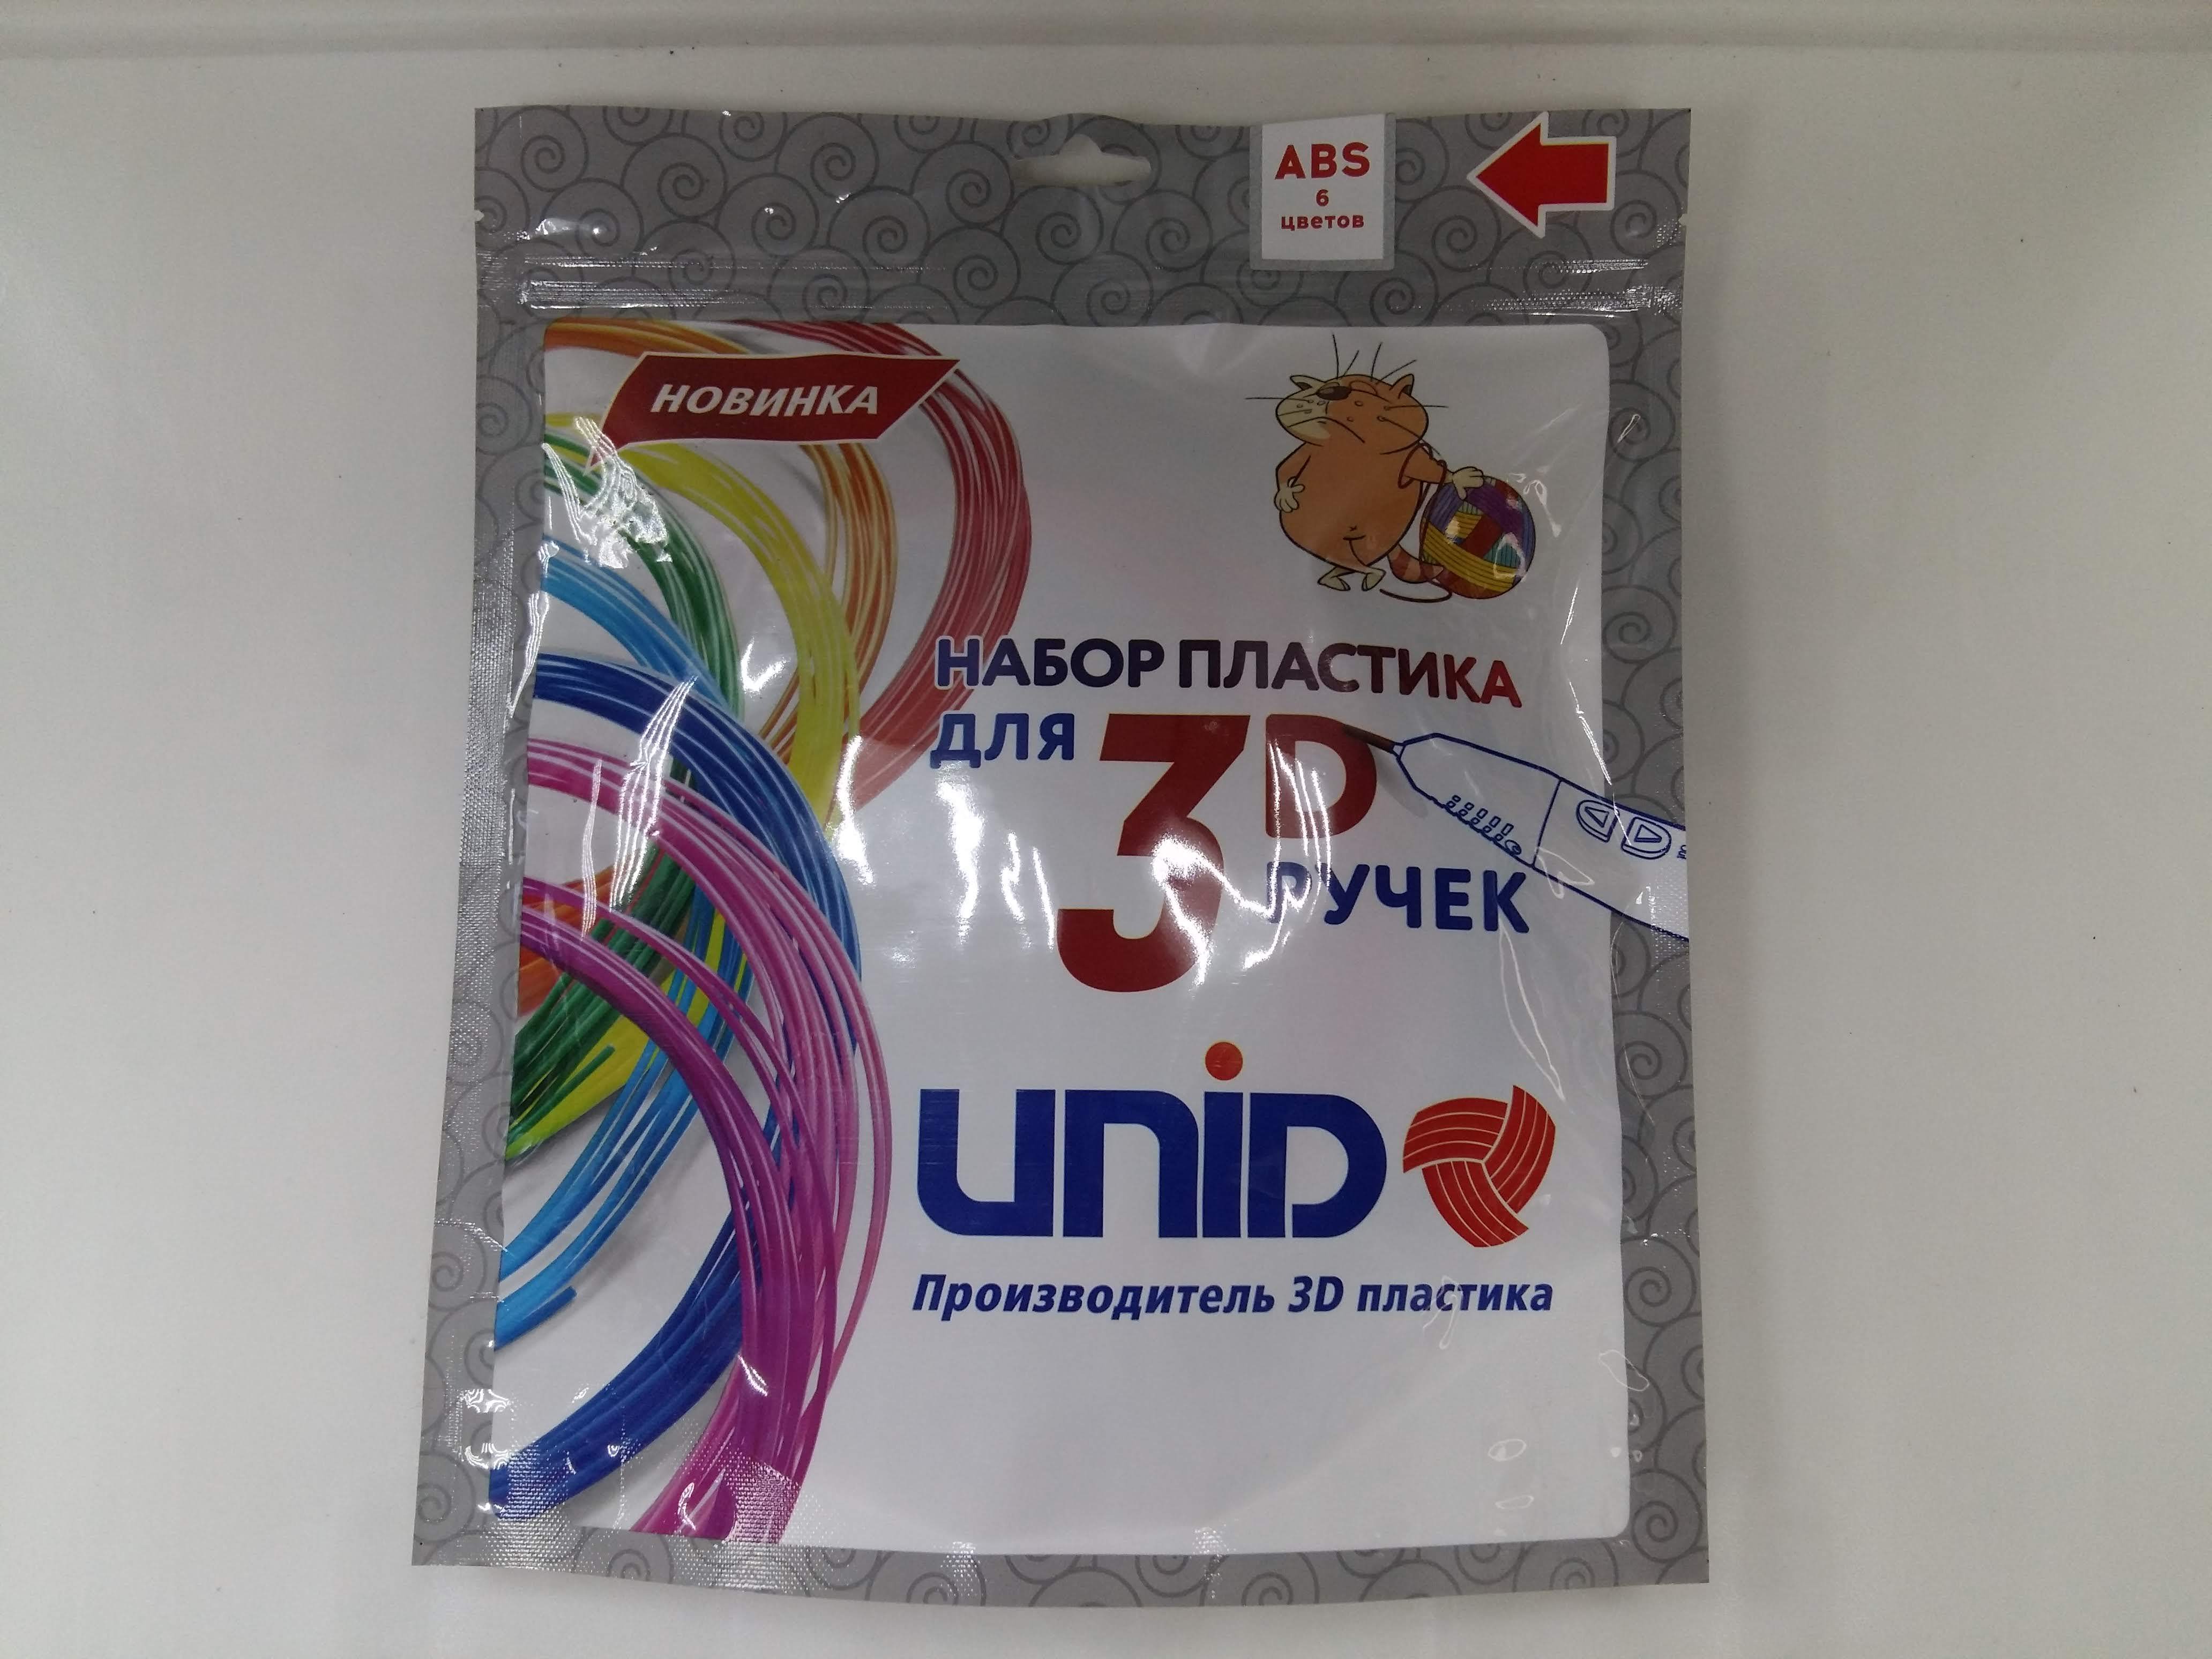 ABS
6
цветов
НОВИНКА
НАБОР ПЛАСТИКА
ДЛЯ 3D РУЧЕК
UNID
Производитель 3D пластика